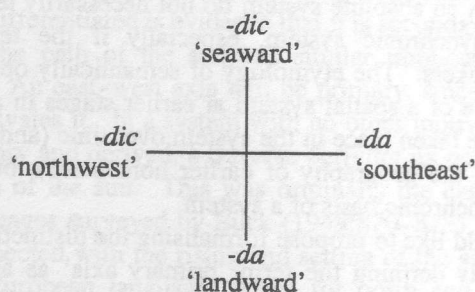 -dic
'seaward'
-dic
'northwest'
-da
'southeast'
-da
'landward'